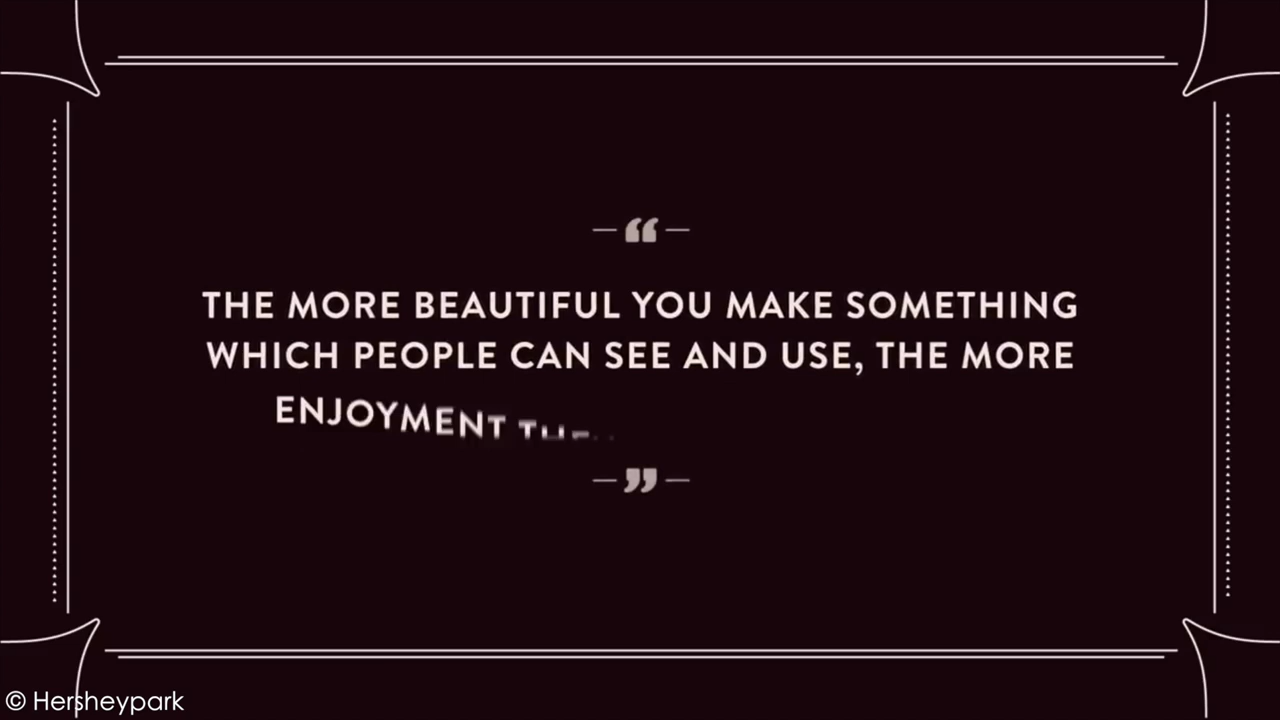 “
THE MORE BEAUTIFUL YOU MAKE SOMETHING
WHICH PEOPLE CAN SEE AND USE, THE MORE
ENJOYMENT
”
© Hersheypark